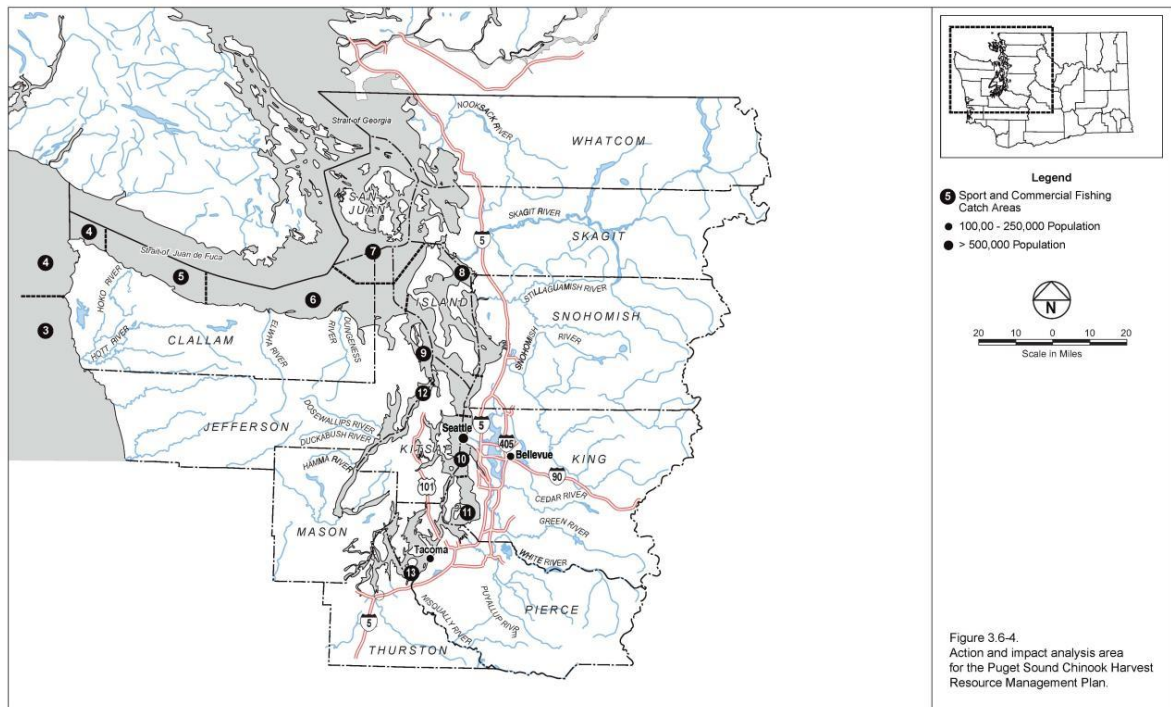 Strait of Georgia
NOOKSACK RIVER
WHATCOM
SAN
JUAN
SKAGIT RIVER
SKAGIT
5
4
Strait of Juan de Fuca
7
4
5
8
6
ISLAND
STILLAGUAMISH RIVER
SNOHOMISH
HOKO RIVER
3
HOTT RIVER
CLALLAM
ELWHA RIVER
DUNGENESS
RIVER
SNOHOMISH
RIVER
9
12
DOSEWALLIPS RIVER
JEFFERSON
DUCKABUSH RIVER
Seattle
5
405
KITSAP
Bellevue
KING
10
HAMMA RIVER
90
101
CEDAR RIVER
11
GREEN RIVER
MASON
Tacoma
WHITE RIVER
13
NISQUALLY RIVER
PUYALLUP RIVRE
PIERCE
5
THURSTON
Legend
5 Sport and Commercial Fishing
Catch Areas
100,00 - 250,000 Population
> 500,000 Population
N
20 10 0 10 20
Scale in Miles
Figure 3.6-4.
Action and impact analysis area
for the Puget Sound Chinook Harvest
Resource Management Plan.